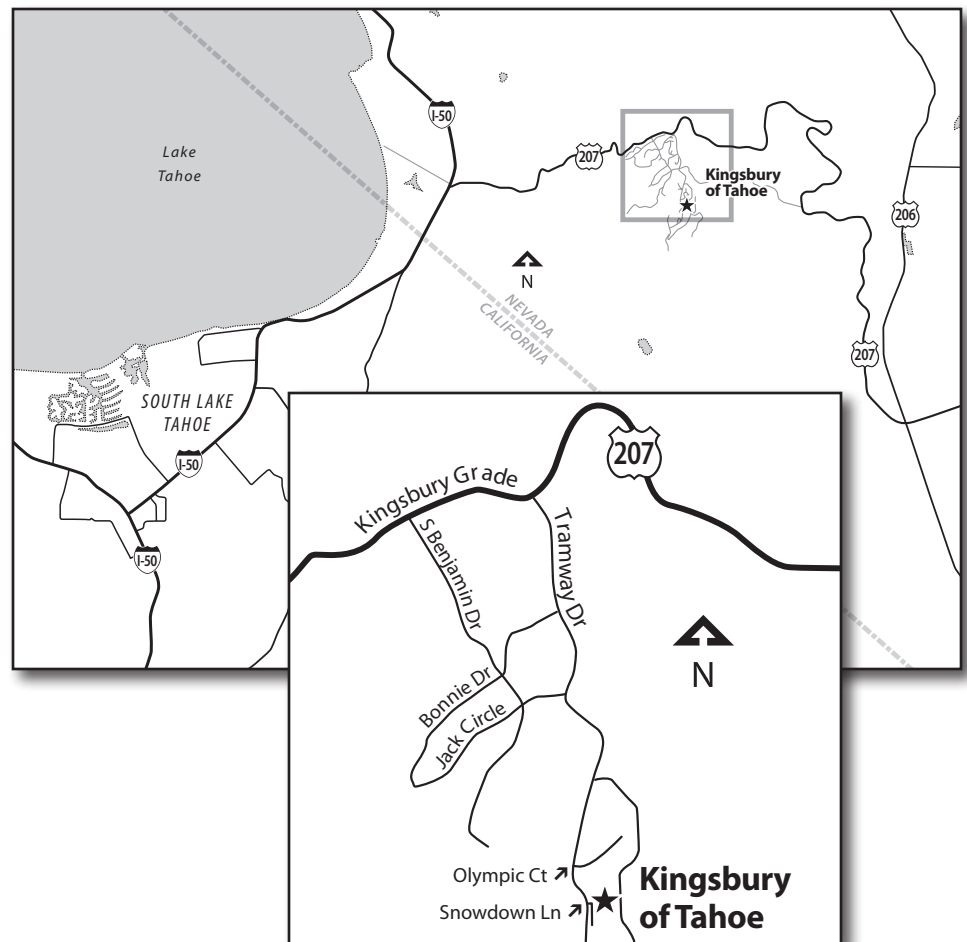 Lake
Tahoe
I-50
207
Kingsbury
of Tahoe
206
N
NEVADA
CALIFORNIA
207
SOUTH LAKE
TAHOE
I-50
I-50
207
Kingsbury Grade
S Benjamin Dr
Tramway Dr
N
Bonnie Dr
Jack Circle
Olympic Ct
Snowdown Ln
Kingsbury
of Tahoe